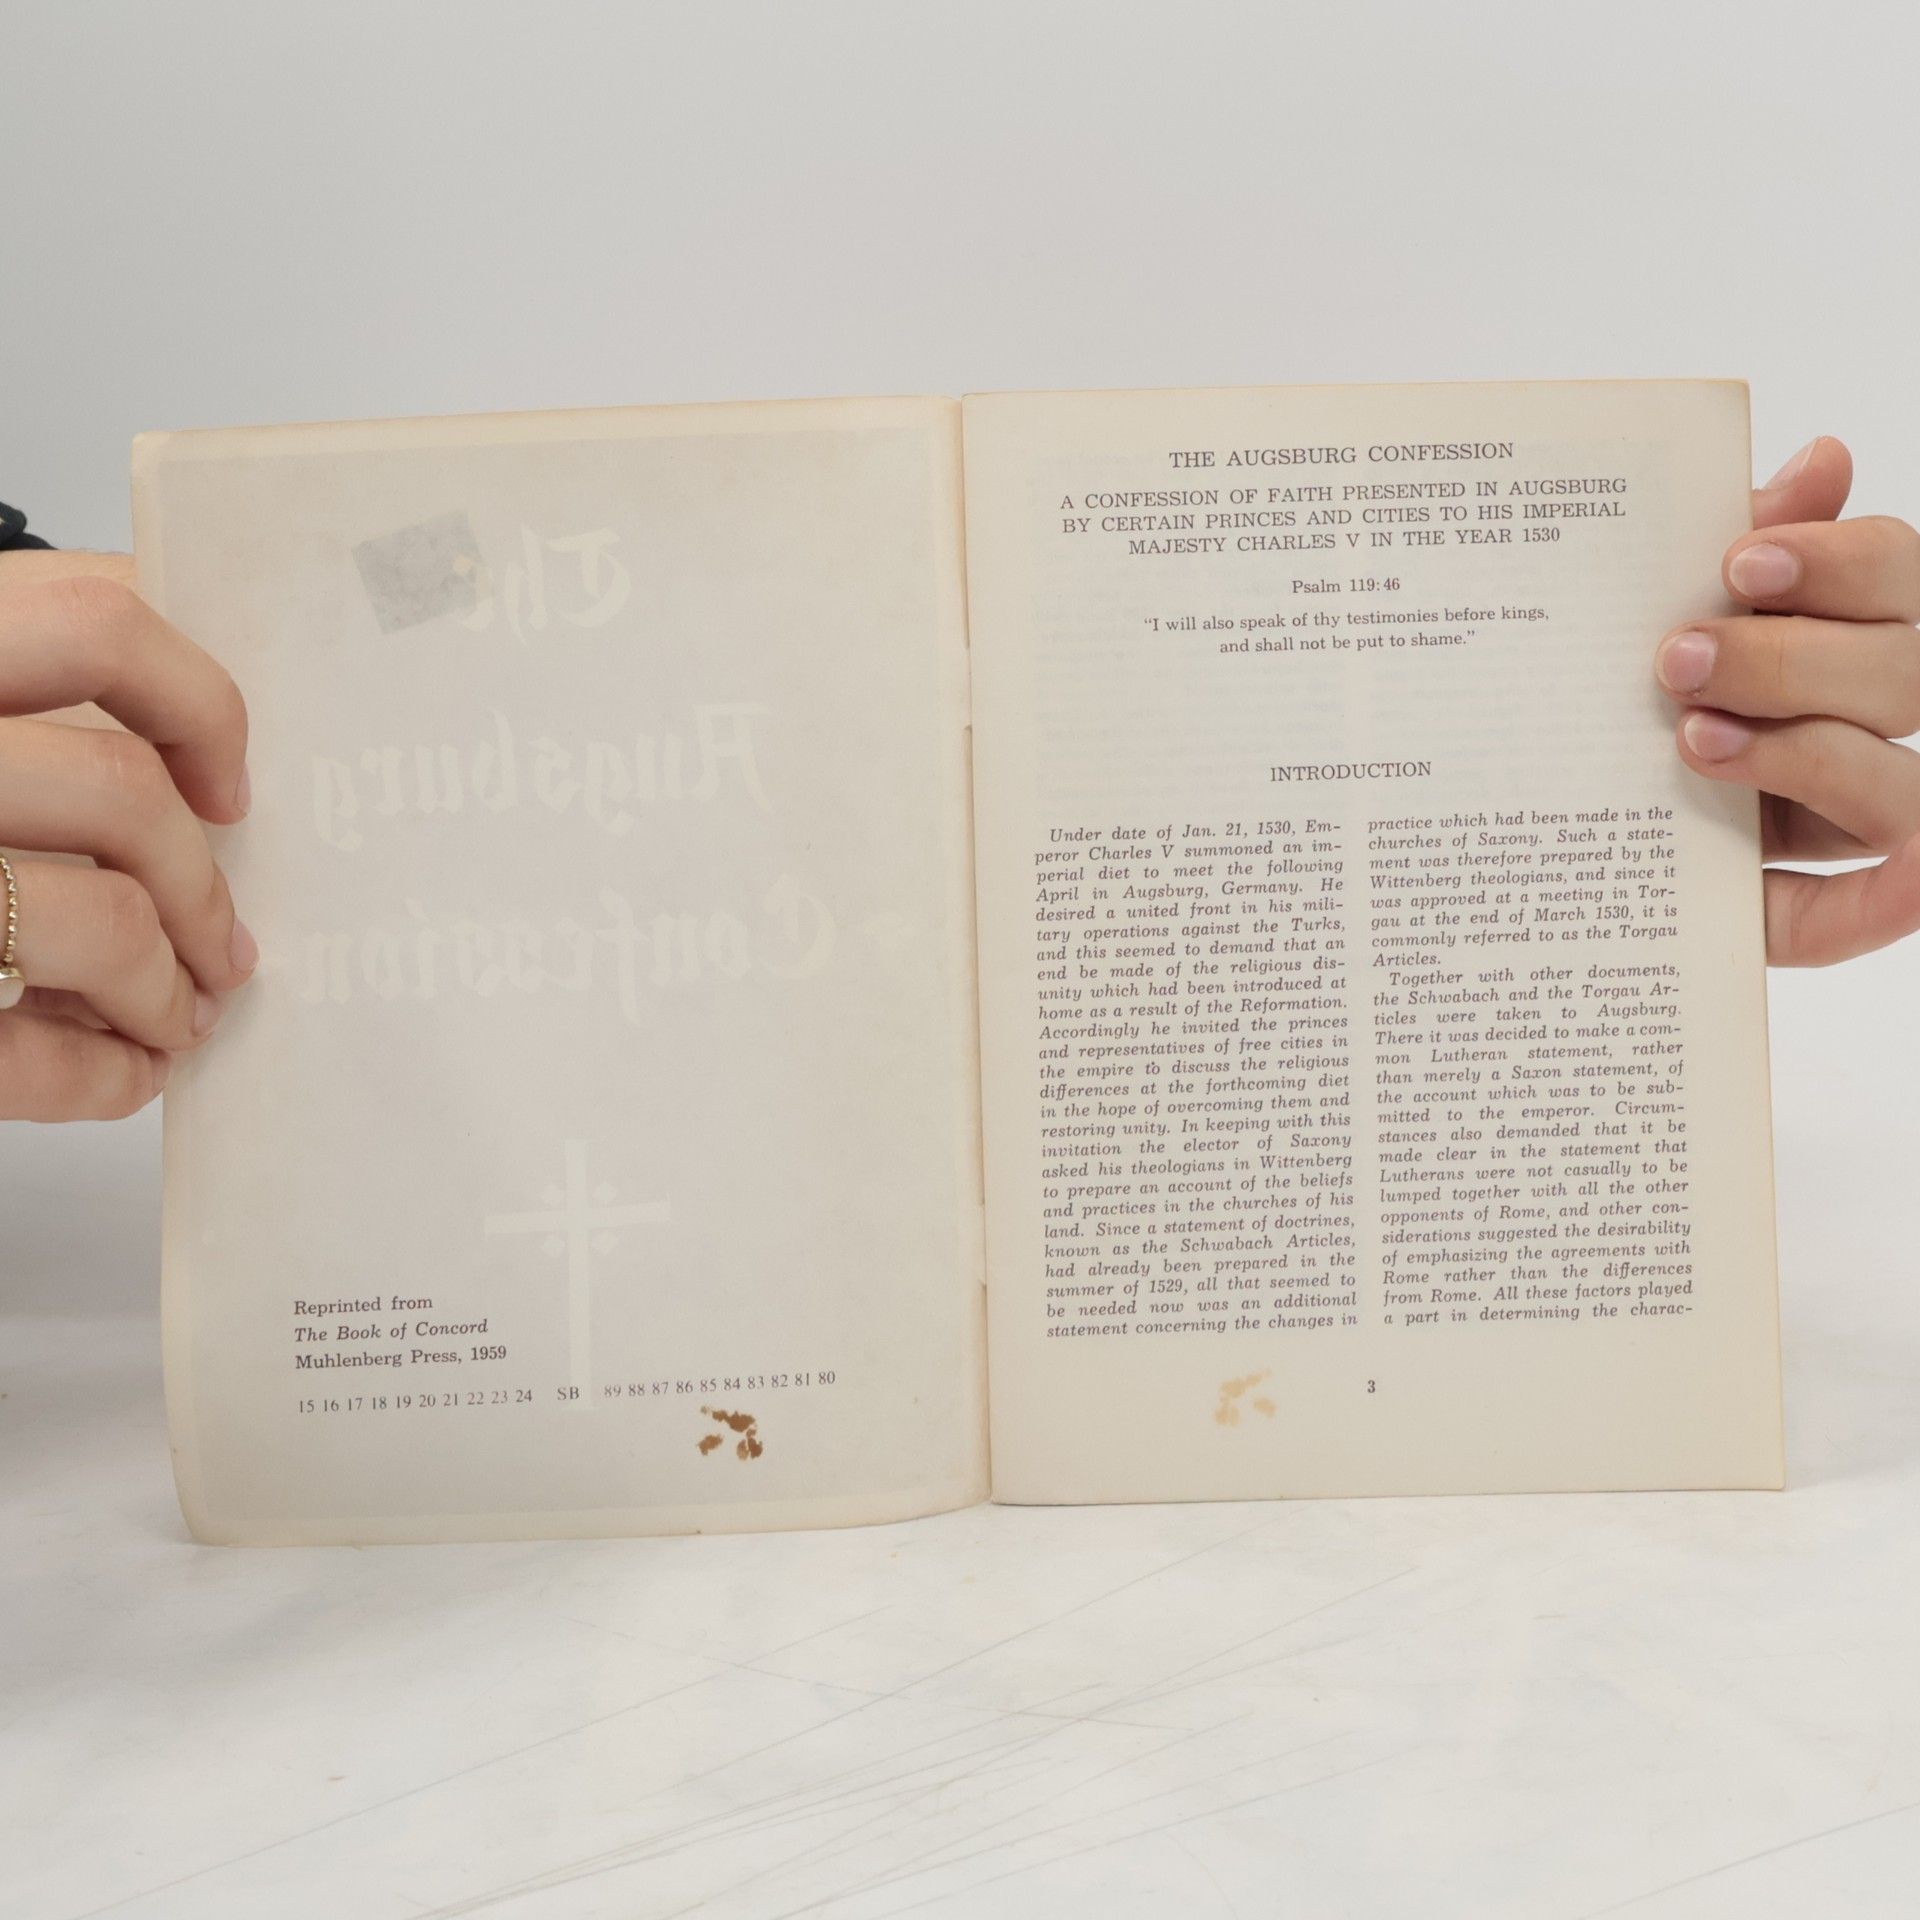 The
Augsburg
Confession
Reprinted from
The Book of Concord
Muhlenberg Press, 1959
15 16 17 18 19 20 21 22 23 24 SB 89 88 87 86 85 84 83 82 81 80
THE AUGSBURG CONFESSION
A CONFESSION OF FAITH PRESENTED IN AUGSBURG
BY CERTAIN PRINCES AND CITIES TO HIS IMPERIAL
MAJESTY CHARLES V IN THE YEAR 1530
Psalm 119:46
“I will also speak of thy testimonies before kings,
and shall not be put to shame.”
INTRODUCTION
Under date of Jan. 21, 1530, Em-
peror Charles V summoned an im-
perial diet to meet the following
April in Augsburg, Germany. He
desired a united front in his mili-
tary operations against the Turks,
and this seemed to demand that an
end be made of the religious dis-
unity which had been introduced at
home as a result of the Reformation.
Accordingly he invited the princes
and representatives of free cities in
the empire to discuss the religious
differences at the forthcoming diet
in the hope of overcoming them and
restoring unity. In keeping with this
invitation the elector of Saxony
asked his theologians in Wittenberg
to prepare an account of the beliefs
and practices in the churches of his
land. Since a statement of doctrines,
known as the Schwabach Articles,
had already been prepared in the
summer of 1529, all that seemed to
be needed now was an additional
statement concerning the changes in
practice which had been made in the
churches of Saxony. Such a state-
ment was therefore prepared by the
Wittenberg theologians, and since it
was approved at a meeting in Tor-
gau at the end of March 1530, it is
commonly referred to as the Torgau
Articles.
Together with other documents,
the Schwabach and the Torgau Ar-
ticles were taken to Augsburg.
There it was decided to make a com-
mon Lutheran statement, rather
than merely a Saxon statement, of
the account which was to be sub-
mitted to the emperor. Circum-
stances also demanded that it be
made clear in the statement that
Lutherans were not casually to be
lumped together with all the other
opponents of Rome, and other con-
siderations suggested the desirability
of emphasizing the agreements with
Rome rather than the differences
from Rome. All these factors played
a part in determining the charac-
3